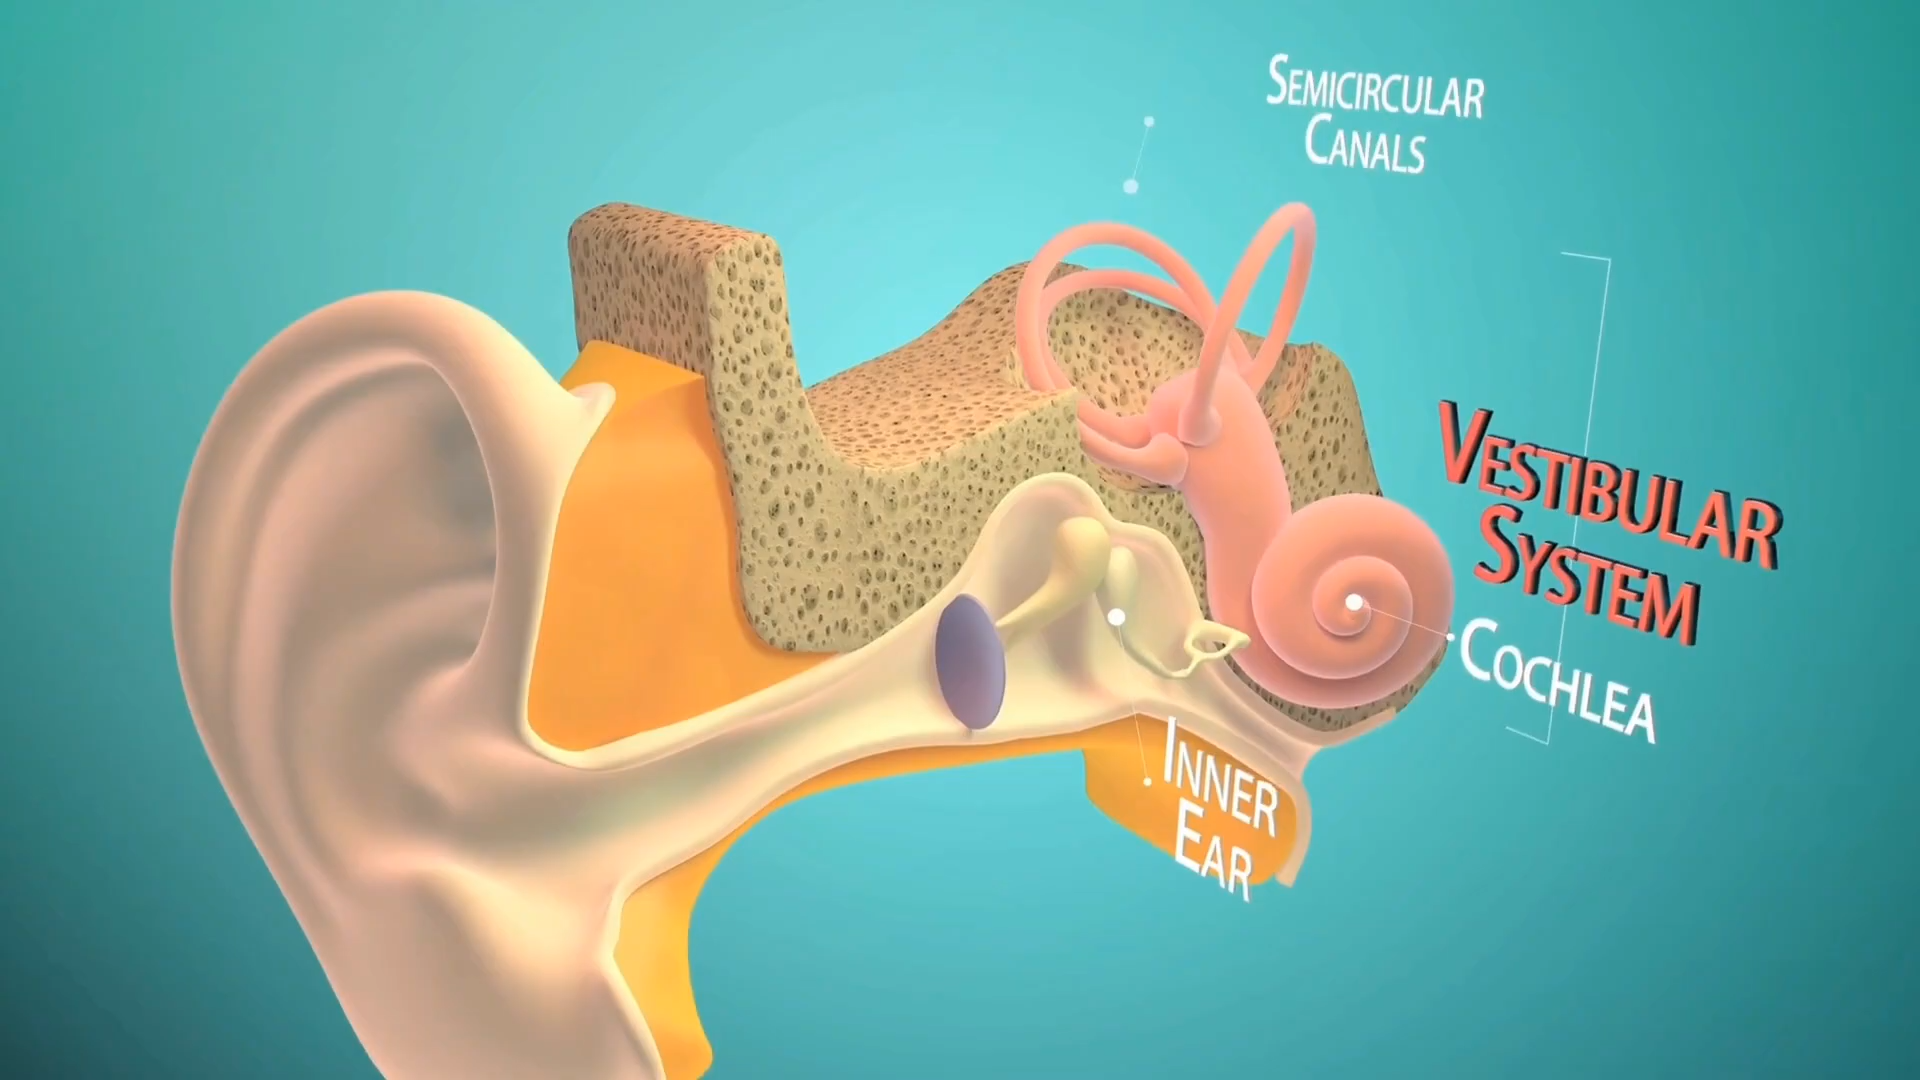 SEMICIRCULAR
CANALS
VESTIBULAR
SYSTEM
COCHLEA
INNER
EAR